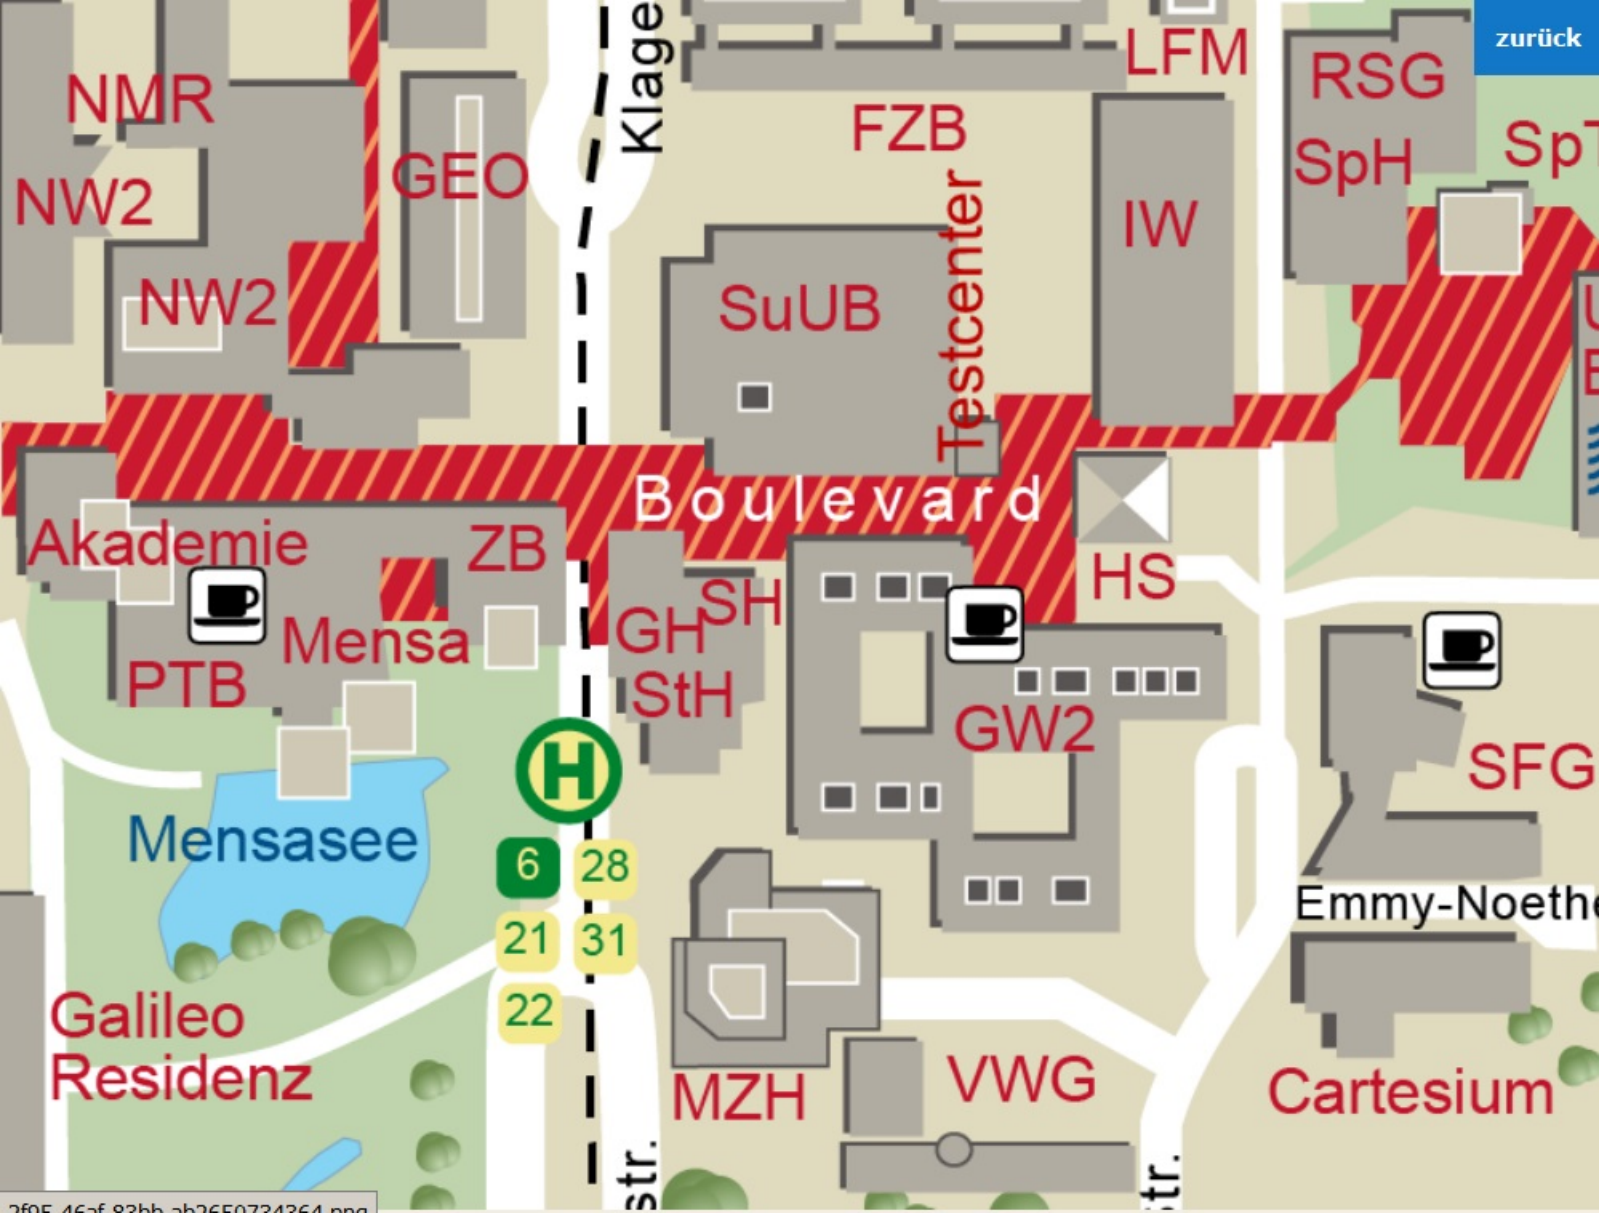 zurück
Klage
LFM
RSG
NMR
FZB
SpH
GEO
NW2
IW
Testcenter
NW2
SuUB
Boulevard
Akademie
ZB
HS
SH
GH
Mensa
StH
PTB
GW2
H
SFG
Mensasee
6
28
Emmy-Noethe
21
31
Galileo
Residenz
22
MZH
VWG
Cartesium
str.
tr.